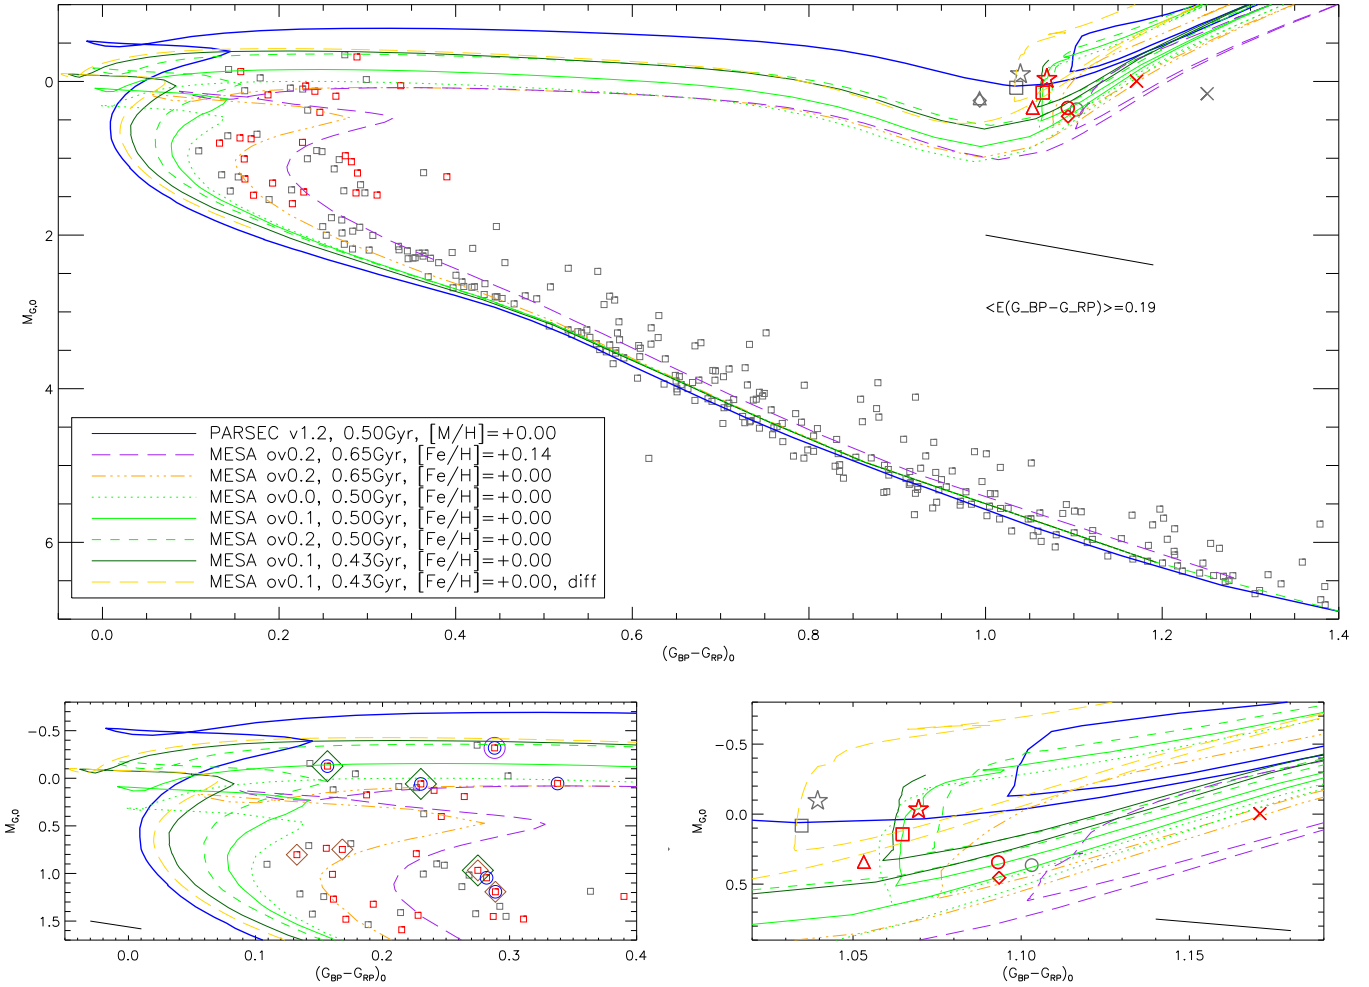 0
2
4
6
M_G,0
0.0
0.2
0.4
0.6
0.8
1.0
1.2
1.4
(G_BP−G_RP)_0
<E(G_BP−G_RP)>=0.19
PARSEC v1.2, 0.50Gyr, [M/H]=+0.00
MESA ov0.2, 0.65Gyr, [Fe/H]=+0.14
MESA ov0.2, 0.65Gyr, [Fe/H]=+0.00
MESA ov0.0, 0.50Gyr, [Fe/H]=+0.00
MESA ov0.1, 0.50Gyr, [Fe/H]=+0.00
MESA ov0.2, 0.50Gyr, [Fe/H]=+0.00
MESA ov0.1, 0.43Gyr, [Fe/H]=+0.00
MESA ov0.1, 0.43Gyr, [Fe/H]=+0.00, diff
−0.5
0.0
0.5
1.0
1.5
M_G,0
0.0
0.1
0.2
0.3
0.4
(G_BP−G_RP)_0
−0.5
0.0
0.5
M_G,0
1.05
1.10
1.15
(G_BP−G_RP)_0